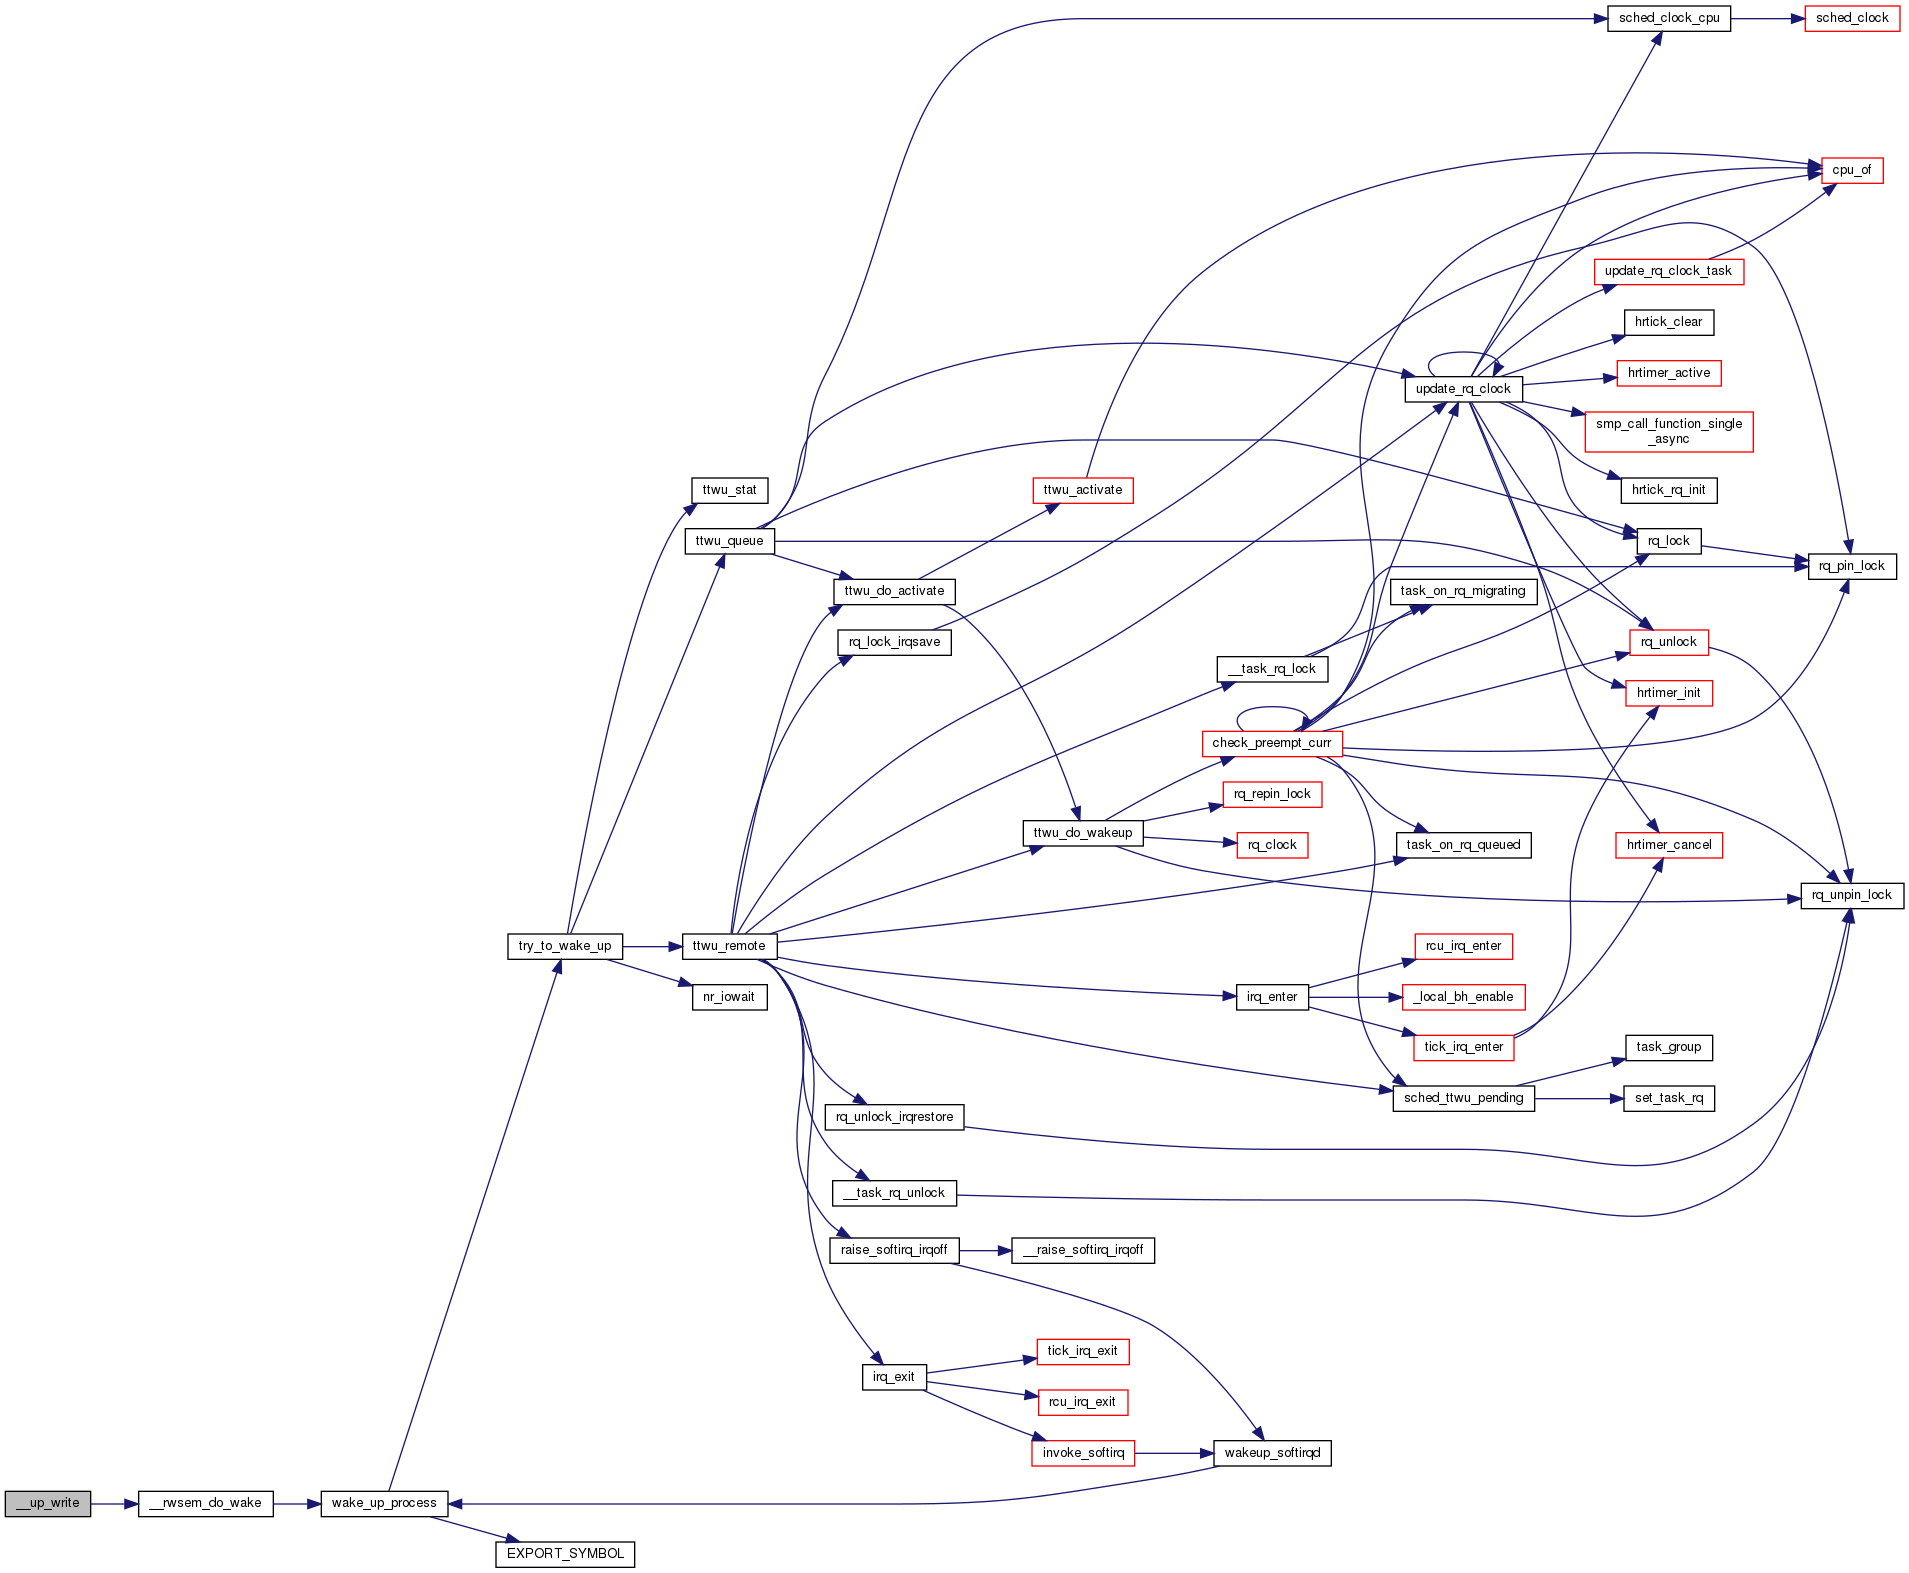 sched_clock_cpu
sched_clock
cpu_of
update_rq_clock_task
hrtick_clear
hrtimer_active
update_rq_clock
smp_call_function_single
_async
ttwu_stat
ttwu_activate
hrtick_rq_init
ttwu_queue
rq_lock
rq_pin_lock
ttwu_do_activate
task_on_rq_migrating
rq_lock_irqsave
rq_unlock
__task_rq_lock
hrtimer_init
check_preempt_curr
rq_repin_lock
ttwu_do_wakeup
rq_clock
task_on_rq_queued
hrtimer_cancel
rq_unpin_lock
try_to_wake_up
ttwu_remote
rcu_irq_enter
nr_iowait
irq_enter
_local_bh_enable
tick_irq_enter
task_group
sched_ttwu_pending
set_task_rq
rq_unlock_irqrestore
__task_rq_unlock
raise_softirq_irqoff
__raise_softirq_irqoff
tick_irq_exit
irq_exit
rcu_irq_exit
invoke_softirq
wakeup_softirqd
__up_write
__rwsem_do_wake
wake_up_process
EXPORT_SYMBOL